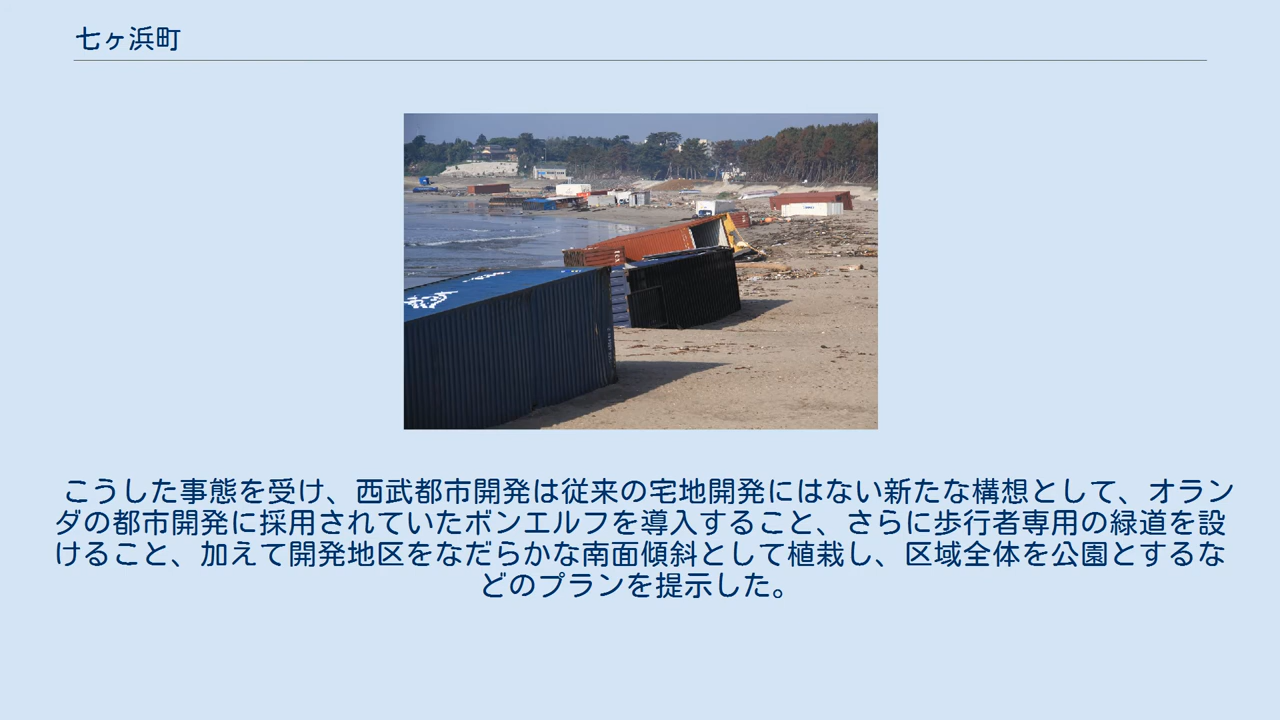 七ヶ浜町
こうした事態を受け、西武都市開発は従来の宅地開発にはない新たな構想として、オラン
ダの都市開発に採用されていたボンエルフを導入すること、さらに歩行者専用の緑道を設
けること、加えて開発地区をなだらかな南面傾斜として植栽し、区域全体を公園とするな
どのプランを提示した。